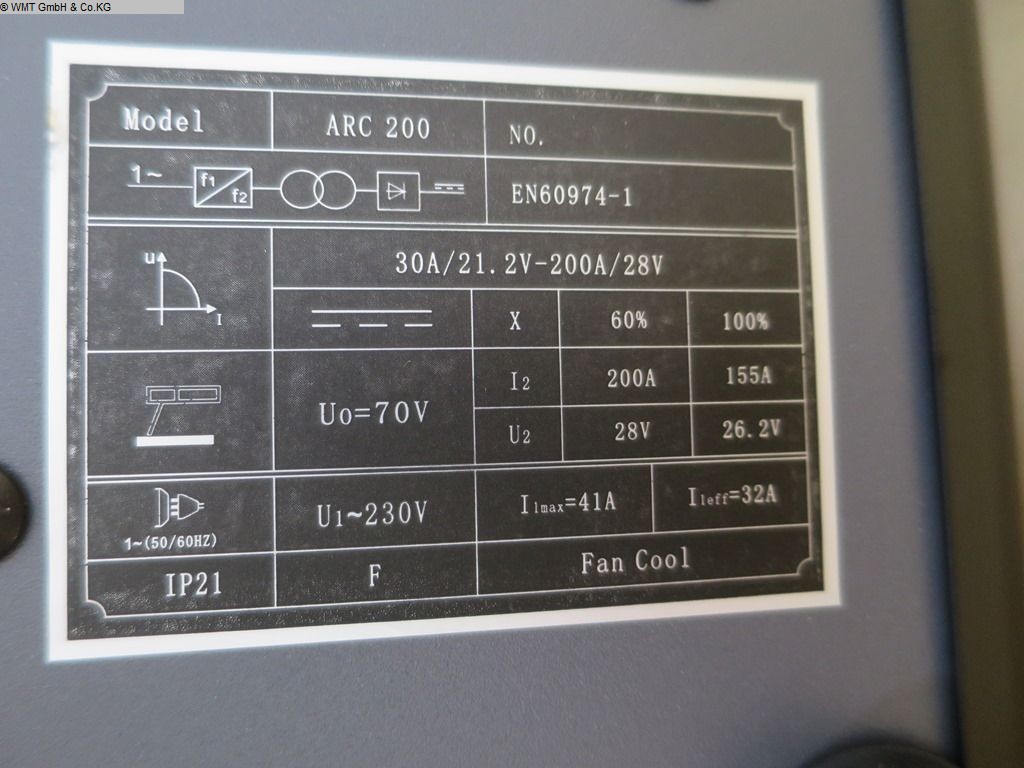 © WMT GmbH & Co.KG
Model ARC 200 NO.
1~ f1 f2 EN60974-1
30A/21.2V-200A/28V
U I
X 60% 100%
I2 200A 155A
U0=70V
U2 28V 26.2V
U1~230V I1max=41A I1eff=32A
1~(50/60HZ)
IP21 F Fan Cool